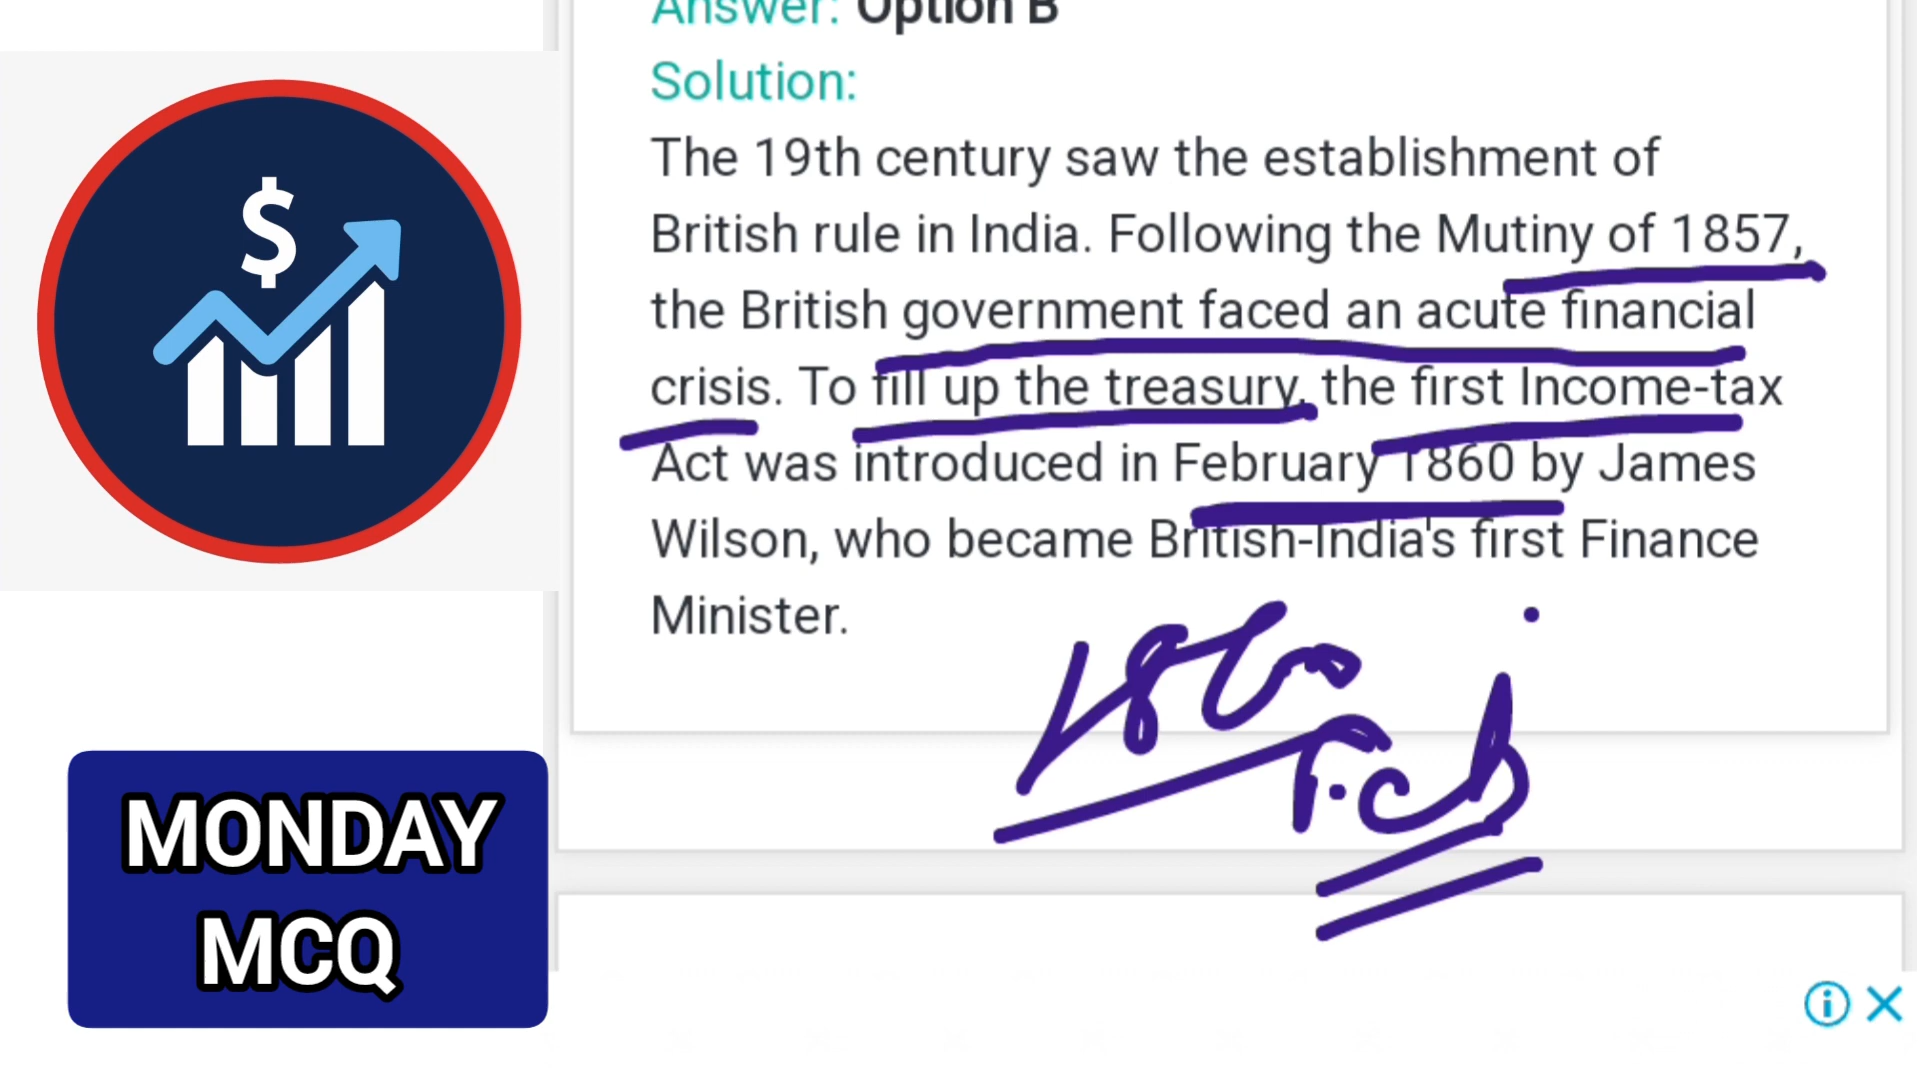 Answer: Option B
Solution:
The 19th century saw the establishment of
British rule in India. Following the Mutiny of 1857,
the British government faced an acute financial
crisis. To fill up the treasury, the first Income-tax
Act was introduced in February 1860 by James
Wilson, who became British-India's first Finance
Minister.
1860
Feb
$
MONDAY
MCQ